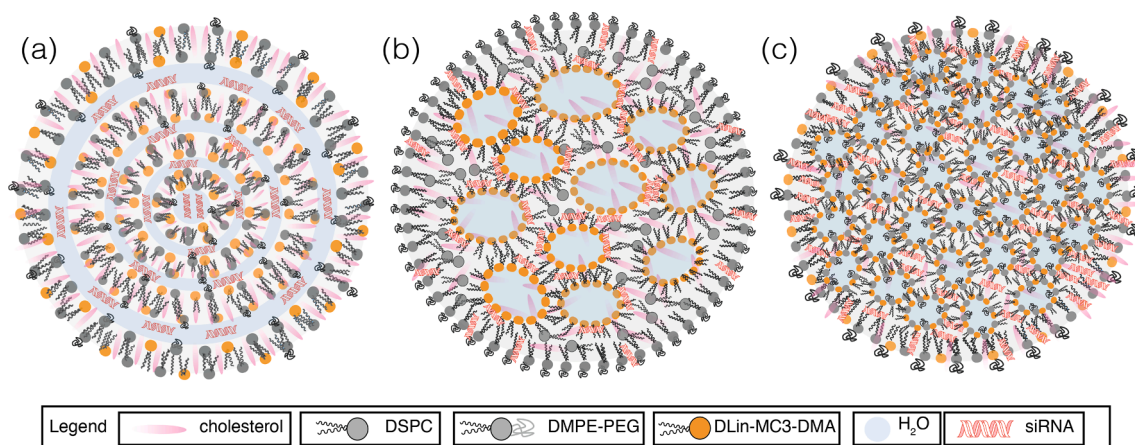 (a)
(b)
(c)
Legend cholesterol DSPC DMPE-PEG DLin-MC3-DMA H₂O siRNA